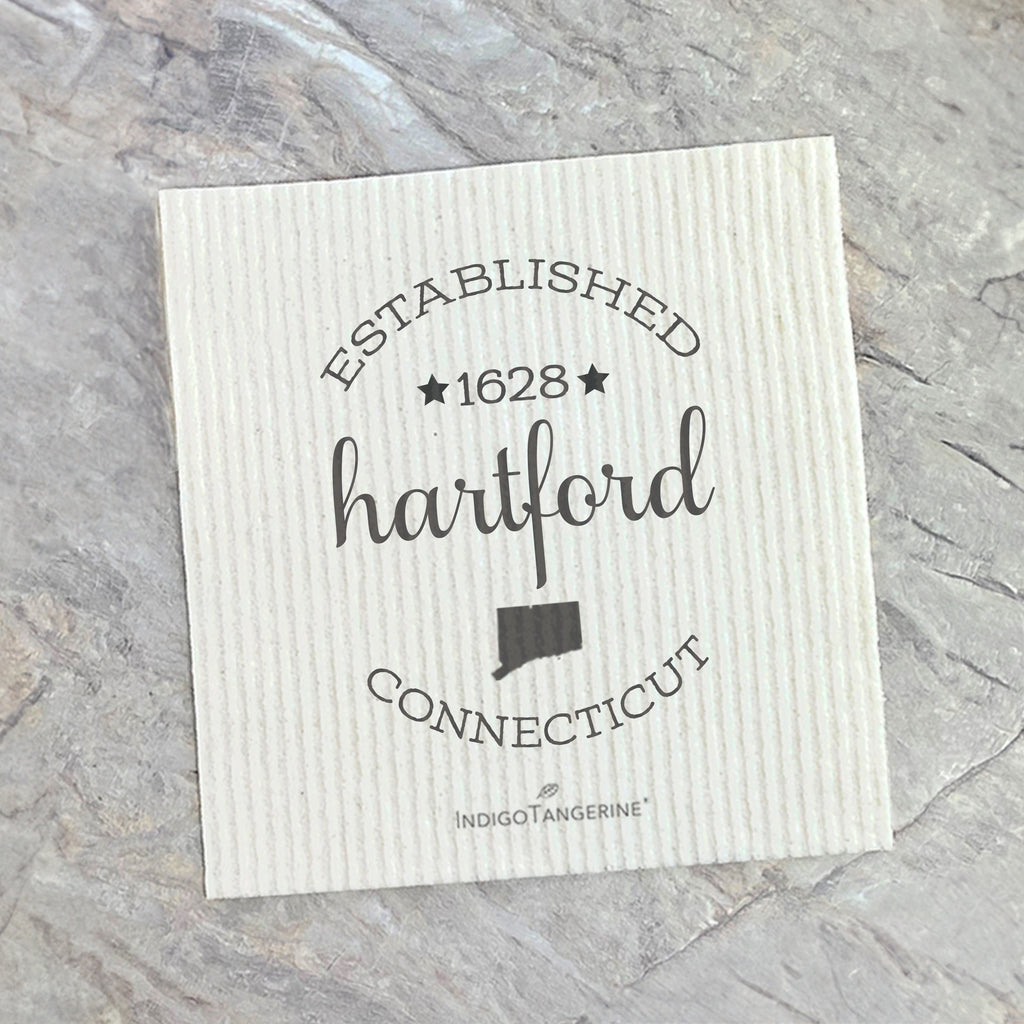 ESTABLISHED
★1628★
hartford
CONNECTICUT
INDIGOTANGERINE®